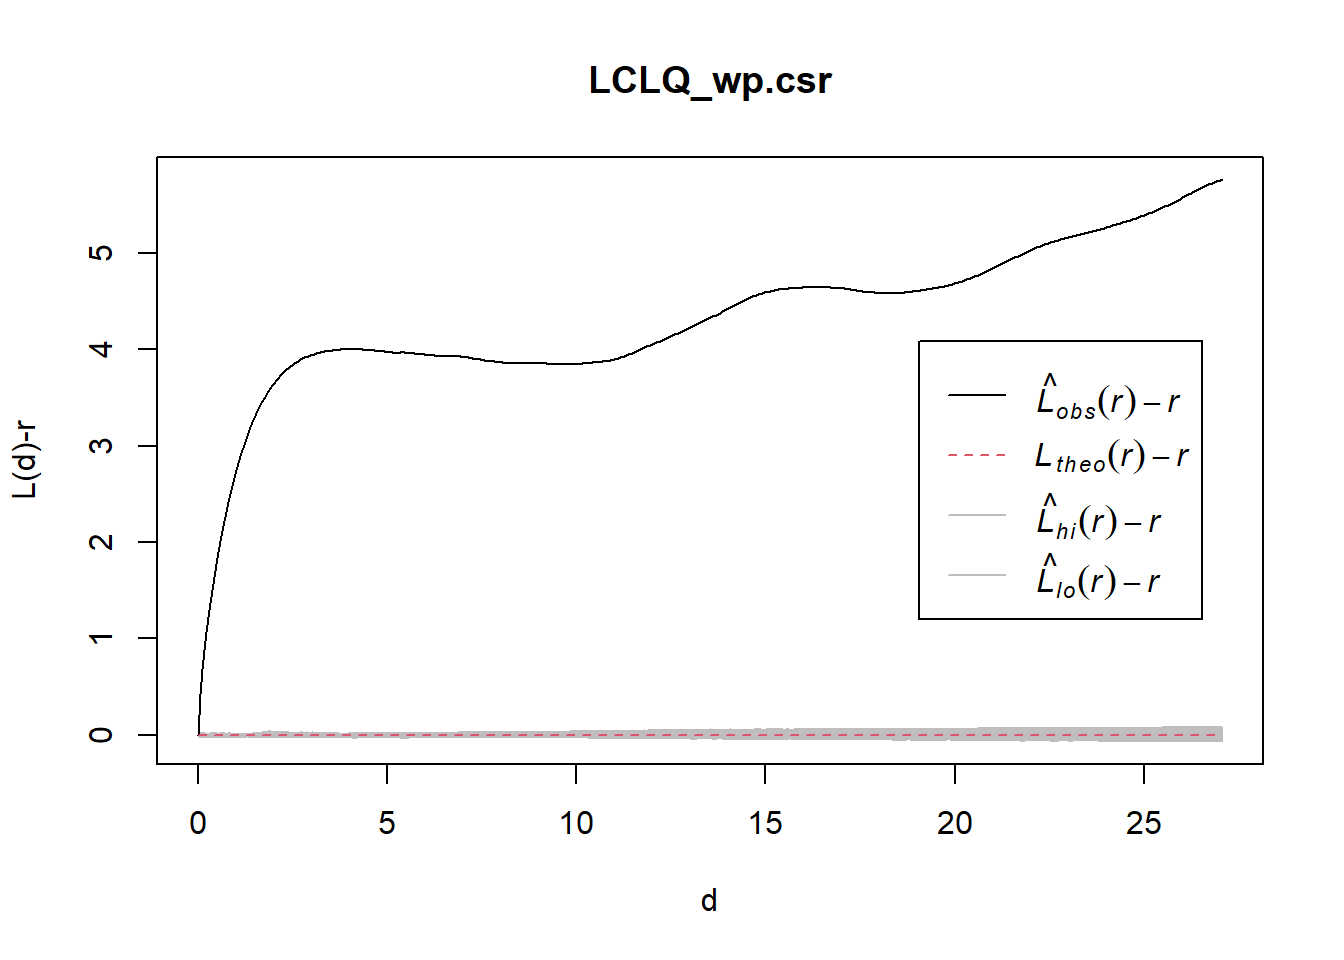 LCLQ_wp.csr
L(d)-r
5
4
3
2
1
0
L̂obs(r) − r
Ltheo(r) − r
L̂hi(r) − r
L̂lo(r) − r
0 5 10 15 20 25
d